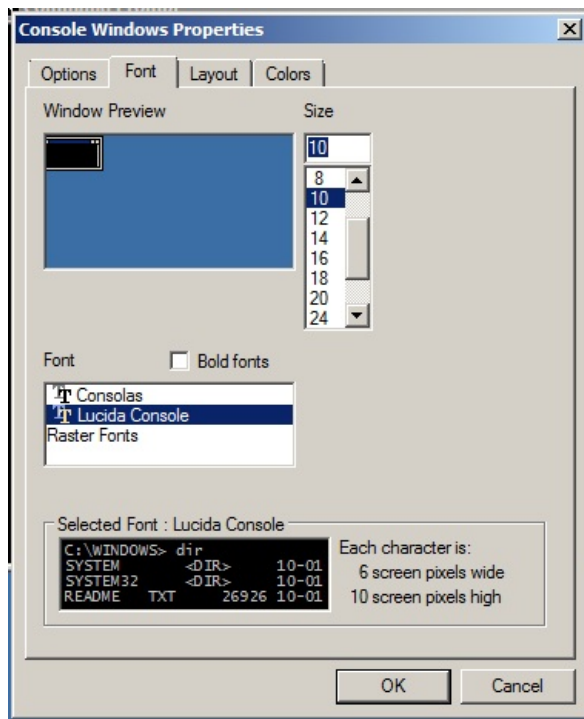 Console Windows Properties
Options Font Layout Colors
Window Preview
Size
10
8
10
12
14
16
18
20
24
Font
Bold fonts
Consolas
Lucida Console
Raster Fonts
Selected Font : Lucida Console
C:\WINDOWS> dir
SYSTEM <DIR> 10-01
SYSTEM32 <DIR> 10-01
README TXT 26926 10-01
Each character is:
6 screen pixels wide
10 screen pixels high
OK Cancel